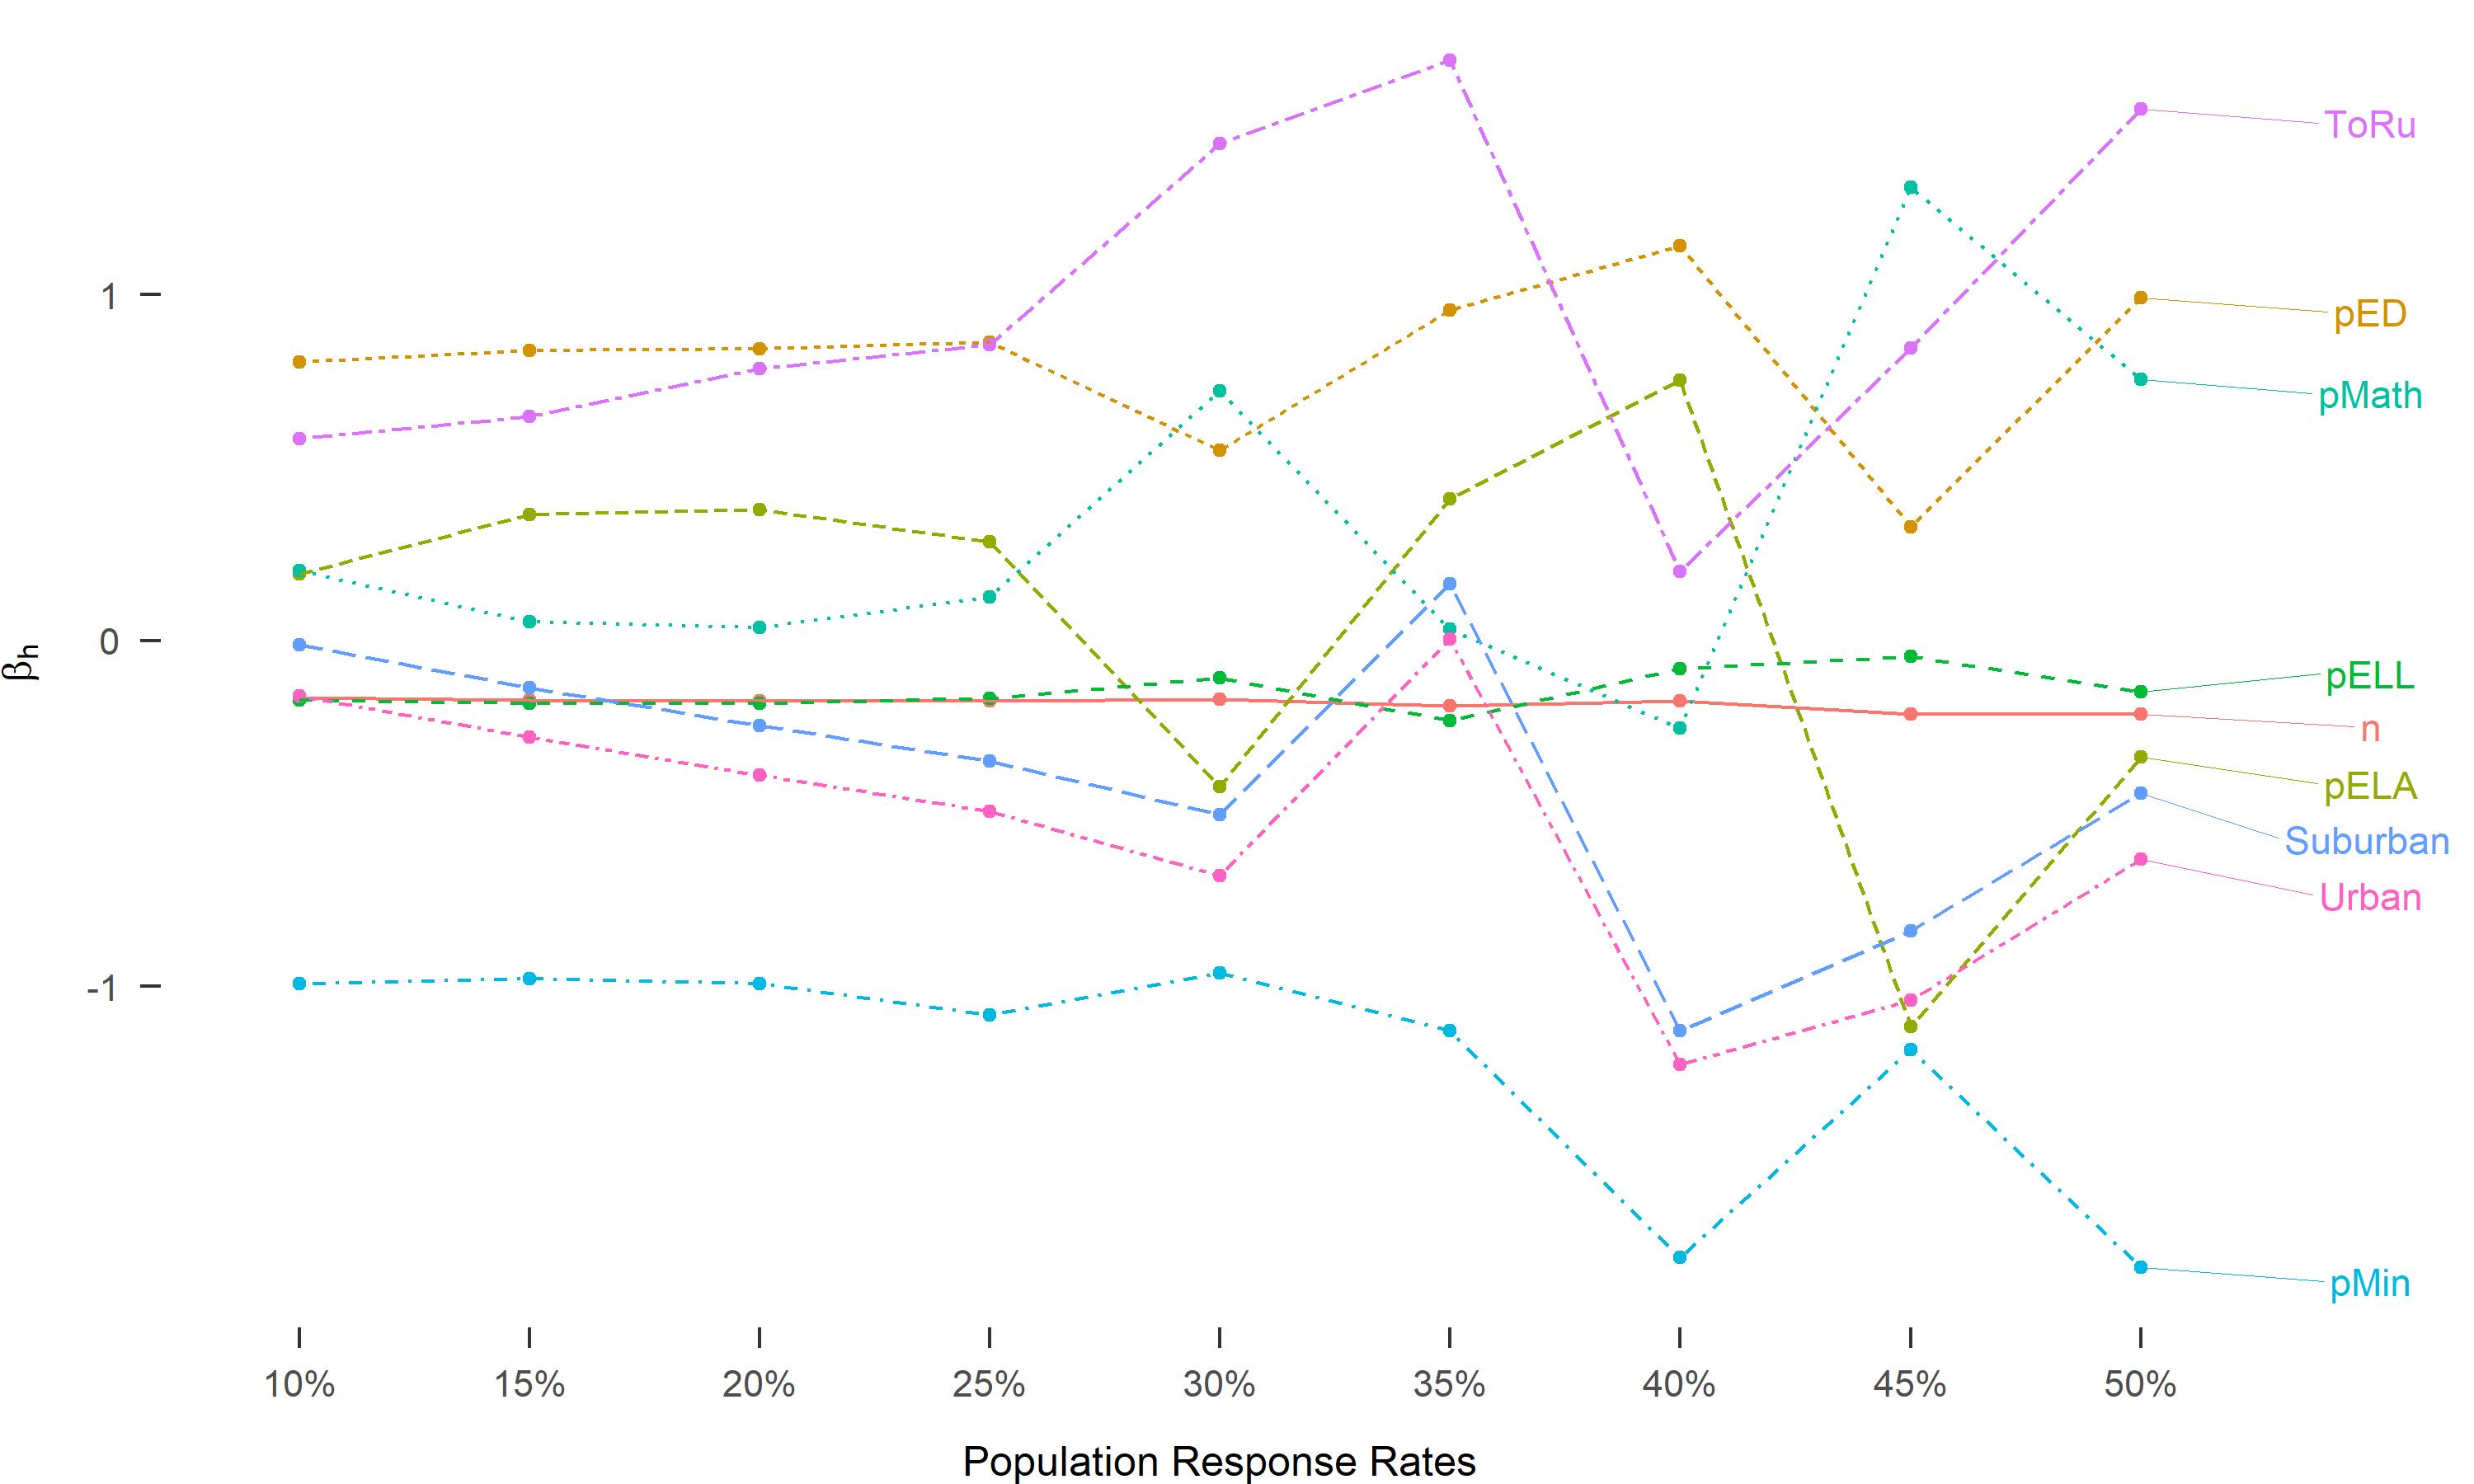 ToRu
1
pED
pMath
pELL
0
βh
n
pELA
Suburban
Urban
-1
pMin
10% 15% 20% 25% 30% 35% 40% 45% 50%
Population Response Rates